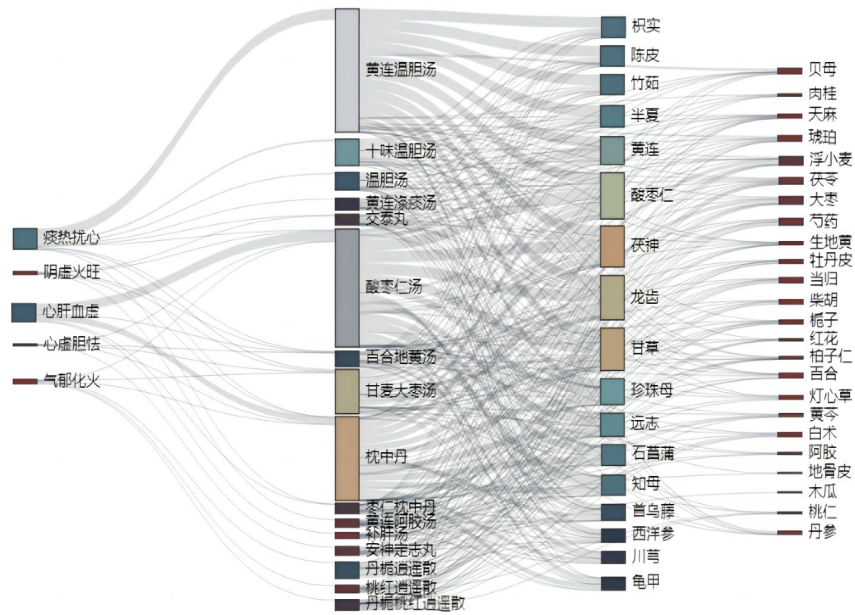 痰热扰心
阴虚火旺
心肝血虚
心虚胆怯
气郁化火
黄连温胆汤
十味温胆汤
温胆汤
黄连涤痰汤
交泰丸
酸枣仁汤
百合地黄汤
甘麦大枣汤
枕中丹
枣仁枕中丹
黄连阿胶汤
补肝汤
安神定志丸
丹栀逍遥散
桃红逍遥散
丹栀桃红逍遥散
枳实
陈皮
竹茹
半夏
黄连
酸枣仁
茯神
龙齿
甘草
珍珠母
远志
石菖蒲
知母
首乌藤
西洋参
川芎
龟甲
贝母
肉桂
天麻
琥珀
浮小麦
茯苓
大枣
芍药
生地黄
牡丹皮
当归
柴胡
栀子
红花
柏子仁
百合
灯心草
黄芩
白术
阿胶
地骨皮
木瓜
桃仁
丹参